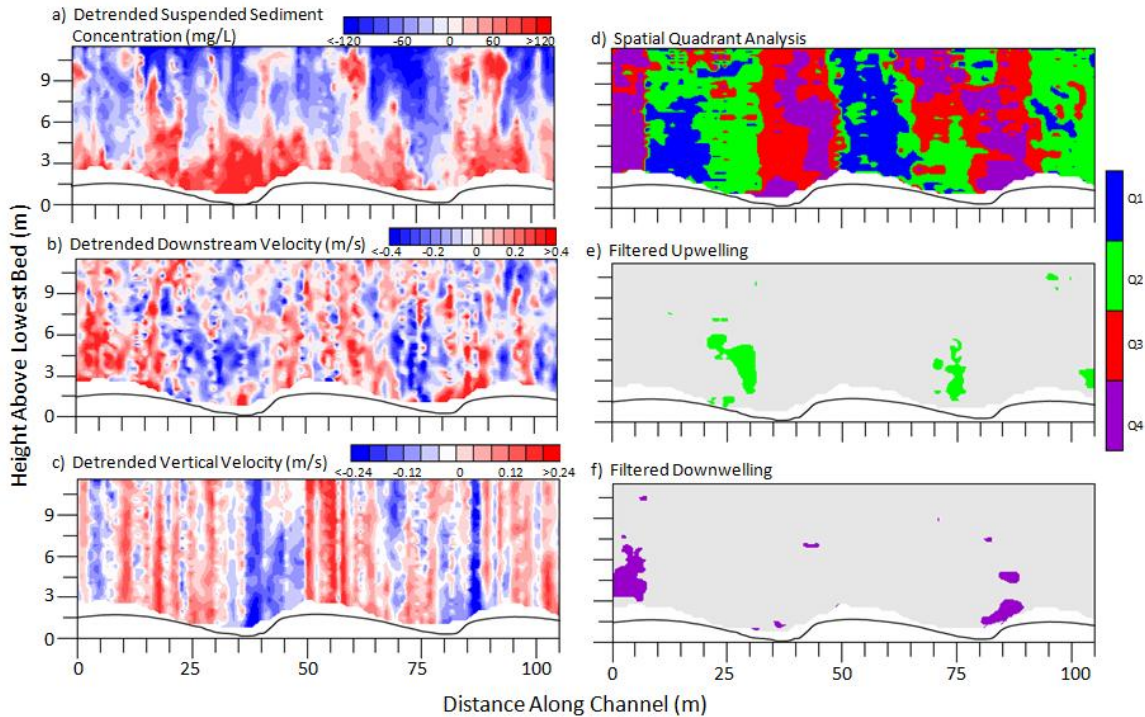 a) Detrended Suspended Sediment
Concentration (mg/L)
<-120 -60 0 60 >120
9
6
3
0
b) Detrended Downstream Velocity (m/s)
<-0.4 -0.2 0 0.2 >0.4
9
6
3
0
c) Detrended Vertical Velocity (m/s)
<-0.24 -0.12 0 0.12 >0.24
9
6
3
0
0 25 50 75 100
Height Above Lowest Bed (m)
d) Spatial Quadrant Analysis
e) Filtered Upwelling
f) Filtered Downwelling
0 25 50 75 100
Q1
Q2
Q3
Q4
Distance Along Channel (m)